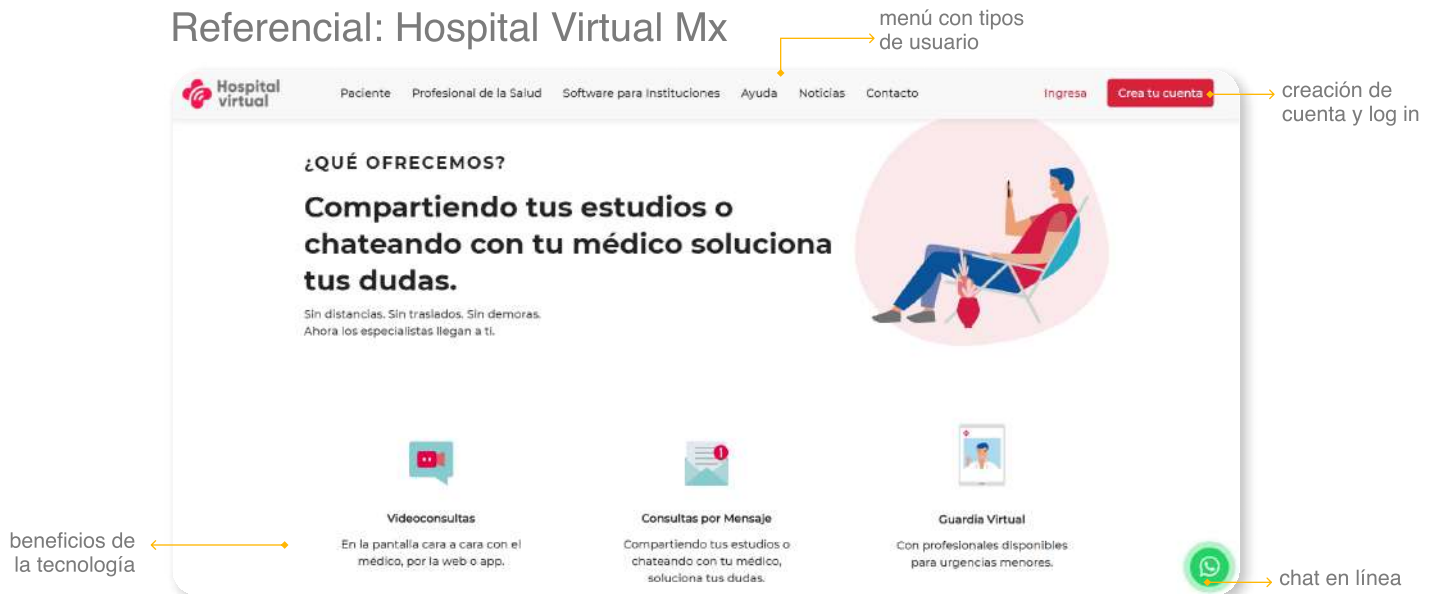 Referencial: Hospital Virtual Mx
menú con tipos
de usuario
Hospital
virtual
Paciente Profesional de la Salud Software para Instituciones Ayuda Noticias Contacto Ingresa Crea tu cuenta
creación de
cuenta y log in
¿QUÉ OFRECEMOS?
Compartiendo tus estudios o
chateando con tu médico soluciona
tus dudas.
Sin distancias. Sin traslados. Sin demoras.
Ahora los especialistas llegan a ti.
1
Videoconsultas
En la pantalla cara a cara con el
médico, por la web o app.
Consultas por Mensaje
Compartiendo tus estudios o
chateando con tu médico,
soluciona tus dudas.
Guardia Virtual
Con profesionales disponibles
para urgencias menores.
beneficios de
la tecnología
chat en línea